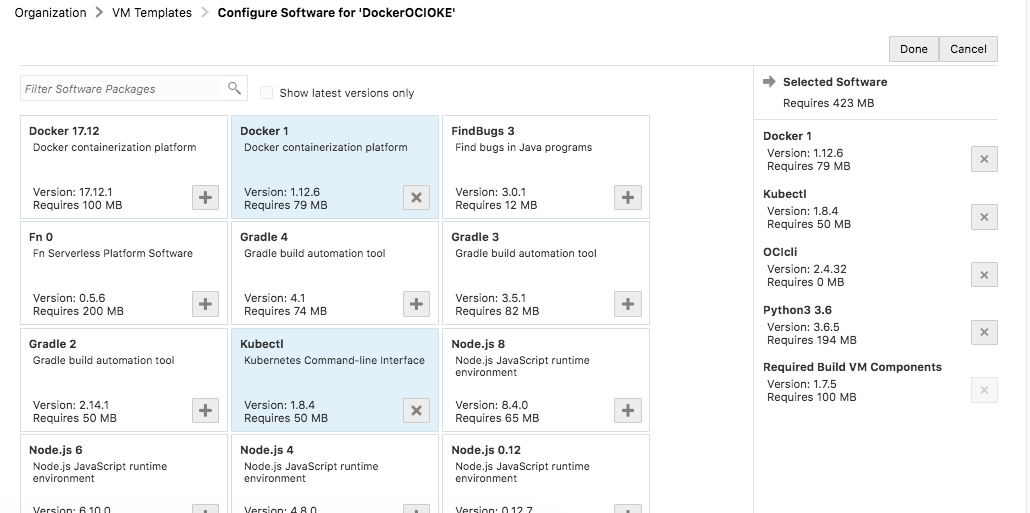 Organization > VM Templates > Configure Software for 'DockerOCIOKE'
Done Cancel
Filter Software Packages
Show latest versions only
Docker 17.12
Docker containerization platform
Version: 17.12.1
Requires 100 MB
Docker 1
Docker containerization platform
Version: 1.12.6
Requires 79 MB
FindBugs 3
Find bugs in Java programs
Version: 3.0.1
Requires 12 MB
Fn 0
Fn Serverless Platform Software
Version: 0.5.6
Requires 200 MB
Gradle 4
Gradle build automation tool
Version: 4.1
Requires 74 MB
Gradle 3
Gradle build automation tool
Version: 3.5.1
Requires 82 MB
Gradle 2
Gradle build automation tool
Version: 2.14.1
Requires 50 MB
Kubectl
Kubernetes Command-line Interface
Version: 1.8.4
Requires 50 MB
Node.js 8
Node.js JavaScript runtime
environment
Version: 8.4.0
Requires 65 MB
Node.js 6
Node.js JavaScript runtime
environment
Version: 6.10.0
Node.js 4
Node.js JavaScript runtime
environment
Version: 4.8.0
Node.js 0.12
Node.js JavaScript runtime
environment
Version: 0.12.7
Selected Software
Requires 423 MB
Docker 1
Version: 1.12.6
Requires 79 MB
Kubectl
Version: 1.8.4
Requires 50 MB
OCIcli
Version: 2.4.32
Requires 0 MB
Python3 3.6
Version: 3.6.5
Requires 194 MB
Required Build VM Components
Version: 1.7.5
Requires 100 MB